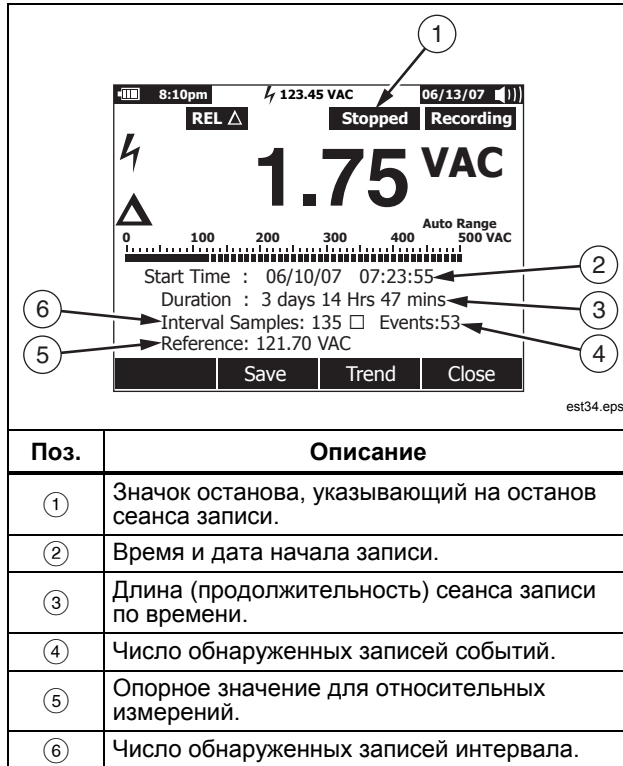 1
8:10pm 123.45 VAC 06/13/07
REL △ Stopped Recording
1.75 VAC
Auto Range
0 100 200 300 400 500 VAC
Start Time : 06/10/07 07:23:55
2
Duration : 3 days 14 Hrs 47 mins
3
6
Interval Samples: 135 □ Events:53
4
5
Reference: 121.70 VAC
Save Trend Close
est34.eps
Поз. Описание
1 Значок останова, указывающий на останов
сеанса записи.
2 Время и дата начала записи.
3 Длина (продолжительность) сеанса записи
по времени.
4 Число обнаруженных записей событий.
5 Опорное значение для относительных
измерений.
6 Число обнаруженных записей интервала.